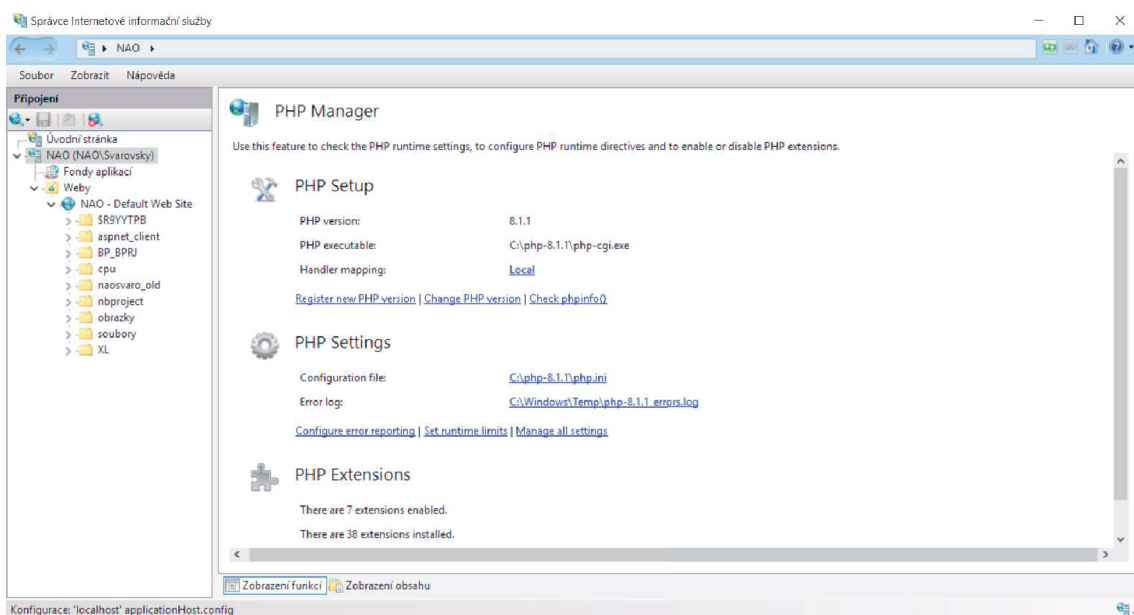 Správce Internetové informační služby
NAO
Soubor Zobrazit Nápověda
Připojení
Úvodní stránka
NAO (NAO\Svarovsky)
Fondy aplikací
Weby
NAO - Default Web Site
$R9YYTPB
aspnet_client
BP_BPRJ
cpu
naosvaro_old
nbproject
obrazky
soubory
XL
PHP Manager
Use this feature to check the PHP runtime settings, to configure PHP runtime directives and to enable or disable PHP extensions.
PHP Setup
PHP version: 8.1.1
PHP executable: C:\php-8.1.1\php-cgi.exe
Handler mapping: Local
Register new PHP version | Change PHP version | Check phpinfo()
PHP Settings
Configuration file: C:\php-8.1.1\php.ini
Error log: C:\Windows\Temp\php-8.1.1_errors.log
Configure error reporting | Set runtime limits | Manage all settings
PHP Extensions
There are 7 extensions enabled.
There are 38 extensions installed.
Zobrazení funkcí Zobrazení obsahu
Konfigurace: 'localhost' applicationHost.config